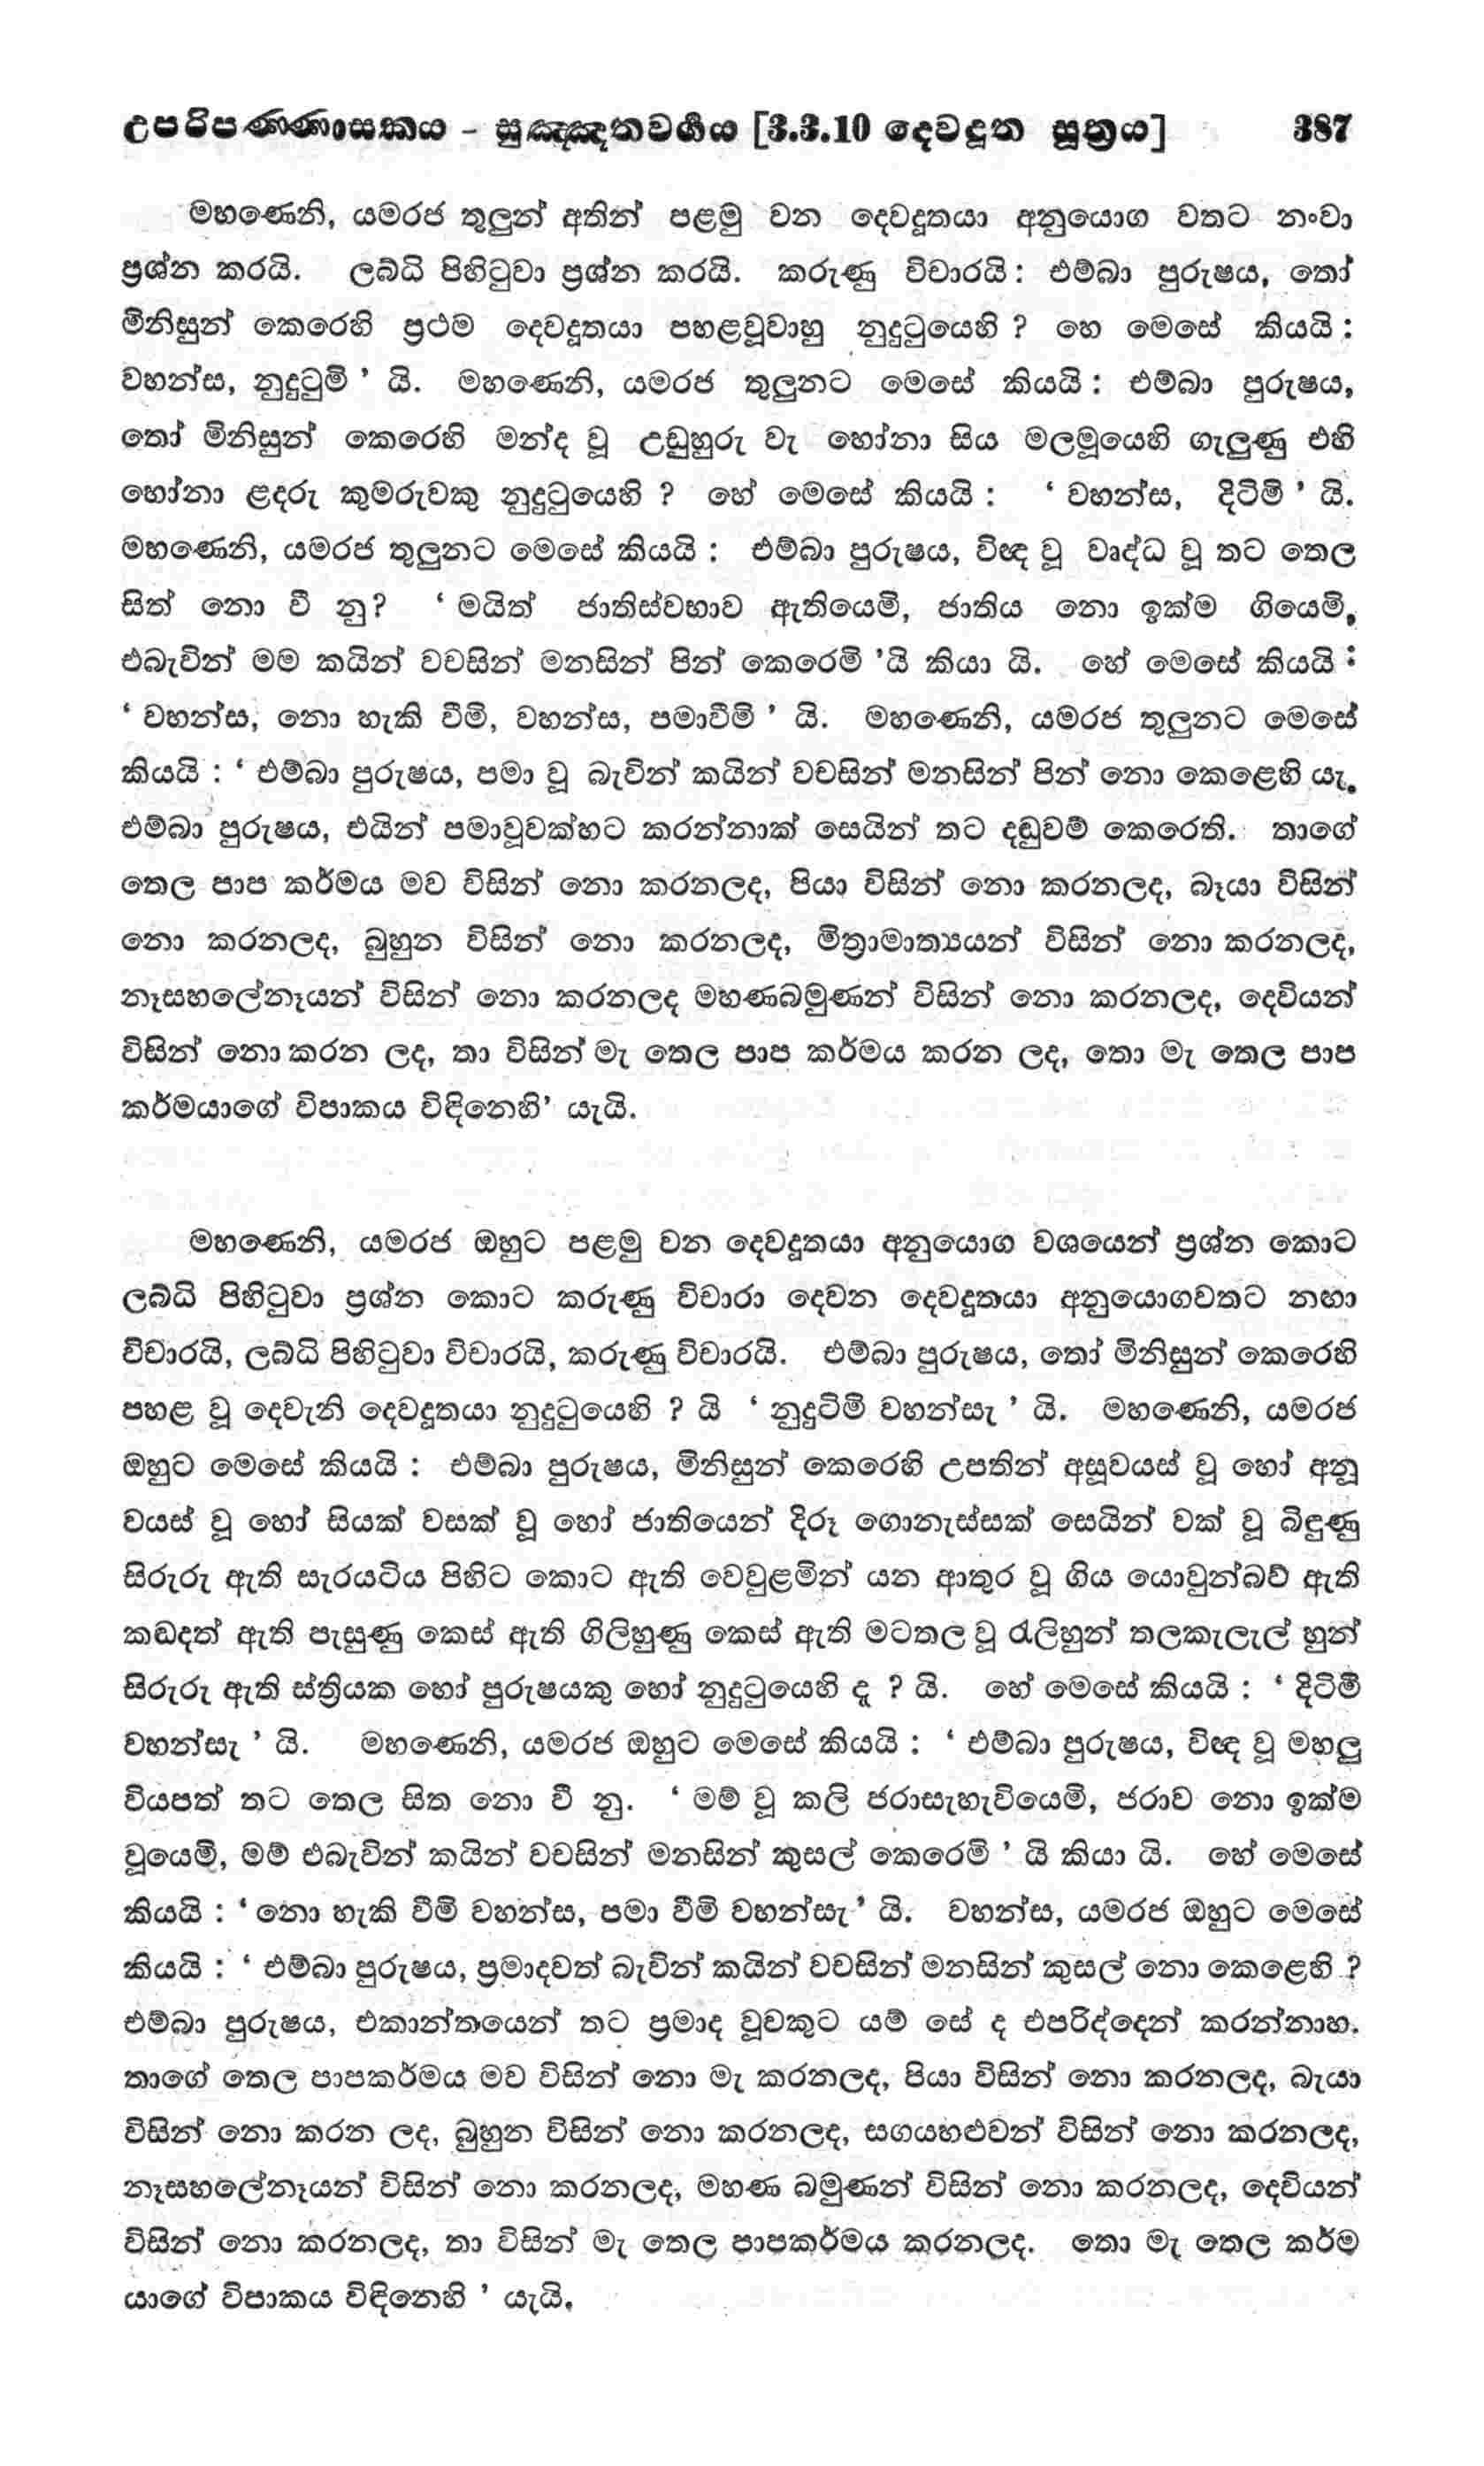 උපරිපණ්ණාසකය - සුඤ්ඤතවර්‍ගය [3.3.10 දෙවදූත සූත්‍රය] 387
මහණෙනි, යමරජ තුලුන් අතින් පළමු වන දෙවදූතයා අනුයොග වතට නංවා
ප්‍රශ්න කරයි. ලබ්ධි පිහිටුවා ප්‍රශ්න කරයි. කරුණු විචාරයි : එම්බා පුරුෂය, තෝ
මිනිසුන් කෙරෙහි ප්‍රථම දෙවදූතයා පහළවූවාහු නුදුටුයෙහි ? හෙ මෙසේ කියයි :
වහන්ස, නුදුටුමි ’ යි. මහණෙනි, යමරජ තුලුනට මෙසේ කියයි : එම්බා පුරුෂය,
තෝ මිනිසුන් කෙරෙහි මන්ද වූ උඩුහුරු වැ හෝනා සිය මලමූයෙහි ගැලුණු එහි
හෝනා ළදරු කුමරුවකු නුදුටුයෙහි ? හේ මෙසේ කියයි : ‘ වහන්ස, දිටිමි ’ යි.
මහණෙනි, යමරජ තුලුනට මෙසේ කියයි : එම්බා පුරුෂය, විඥ වූ වෘද්ධ වූ තට තෙල
සිත් නො වී නු? ‘ මයිත් ජාතිස්වභාව ඇතියෙමි, ජාතිය නො ඉක්ම ගියෙමි,
එබැවින් මම කයින් වචසින් මනසින් පින් කෙරෙමි ’යි කියා යි. හේ මෙසේ කියයි :
‘ වහන්ස, නො හැකි වීමි, වහන්ස, පමාවීමි ’ යි. මහණෙනි, යමරජ තුලුනට මෙසේ
කියයි : ‘ එම්බා පුරුෂය, පමා වූ බැවින් කයින් වචසින් මනසින් පින් නො කෙළෙහි යැ.
එම්බා පුරුෂය, එයින් පමාවූවක්හට කරන්නාක් සෙයින් තට දඬුවම් කෙරෙති. තාගේ
තෙල පාප කර්මය මව විසින් නො කරනලද, පියා විසින් නො කරනලද, බෑයා විසින්
නො කරනලද, බුහුන විසින් නො කරනලද, මිත්‍රාමාත්‍යයන් විසින් නො කරනලද,
නෑසහලේනෑයන් විසින් නො කරනලද මහණබමුණන් විසින් නො කරනලද, දෙවියන්
විසින් නො කරන ලද, තා විසින් මැ තෙල පාප කර්මය කරන ලද, තො මැ තෙල පාප
කර්මයාගේ විපාකය විඳිනෙහි’ යැයි.
මහණෙනි, යමරජ ඔහුට පළමු වන දෙවදූතයා අනුයොග වශයෙන් ප්‍රශ්න කොට
ලබ්ධි පිහිටුවා ප්‍රශ්න කොට කරුණු විචාරා දෙවන දෙවදූතයා අනුයොගවතට නඟා
විචාරයි, ලබ්ධි පිහිටුවා විචාරයි, කරුණු විචාරයි. එම්බා පුරුෂය, තෝ මිනිසුන් කෙරෙහි
පහළ වූ දෙවැනි දෙවදූතයා නුදුටුයෙහි ? යි ‘ නුදුටිමි වහන්සැ ’ යි. මහණෙනි, යමරජ
ඔහුට මෙසේ කියයි : එම්බා පුරුෂය, මිනිසුන් කෙරෙහි උපතින් අසූවයස් වූ හෝ අනූ
වයස් වූ හෝ සියක් වසක් වූ හෝ ජාතියෙන් දිරූ ගොනැස්සක් සෙයින් වක් වූ බිඳුණු
සිරුරු ඇති සැරයටිය පිහිට කොට ඇති වෙවුළමින් යන ආතුර වූ ගිය යොවුන්බව් ඇති
කඬදත් ඇති පැසුණු කෙස් ඇති ගිලිහුණු කෙස් ඇති මටතල වූ රැලිහුන් තලකැලැල් හුන්
සිරුරු ඇති ස්ත්‍රියක හෝ පුරුෂයකු හෝ නුදුටුයෙහි දැ ? යි. හේ මෙසේ කියයි : ‘ දිටිමි
වහන්සැ ’ යි. මහණෙනි, යමරජ ඔහුට මෙසේ කියයි : ‘ එම්බා පුරුෂය, විඥ වූ මහලු
වියපත් තට තෙල සිත නො වී නු. ‘ මම් වූ කලි ජරාසැහැවියෙමි, ජරාව නො ඉක්ම
වූයෙමි, මම් එබැවින් කයින් වචසින් මනසින් කුසල් කෙරෙමි ’ යි කියා යි. හේ මෙසේ
කියයි : ‘ නො හැකි වීමි වහන්ස, පමා වීමි වහන්සැ’ යි. වහන්ස, යමරජ ඔහුට මෙසේ
කියයි : ‘ එම්බා පුරුෂය, ප්‍රමාදවත් බැවින් කයින් වචසින් මනසින් කුසල් නො කෙළෙහි ?
එම්බා පුරුෂය, එකාන්තයෙන් තට ප්‍රමාද වූවකුට යම් සේ ද එපරිද්දෙන් කරන්නාහ.
තාගේ තෙල පාපකර්මය මව විසින් නො මැ කරනලද, පියා විසින් නො කරනලද, බැයා
විසින් නො කරන ලද, බුහුන විසින් නො කරනලද, සගයහළුවන් විසින් නො කරනලද,
නෑසහලේනෑයන් විසින් නො කරනලද, මහණ බමුණන් විසින් නො කරනලද, දෙවියන්
විසින් නො කරනලද, තා විසින් මැ තෙල පාපකර්මය කරනලද. තො මැ තෙල කර්ම
යාගේ විපාකය විඳිනෙහි ’ යැයි.